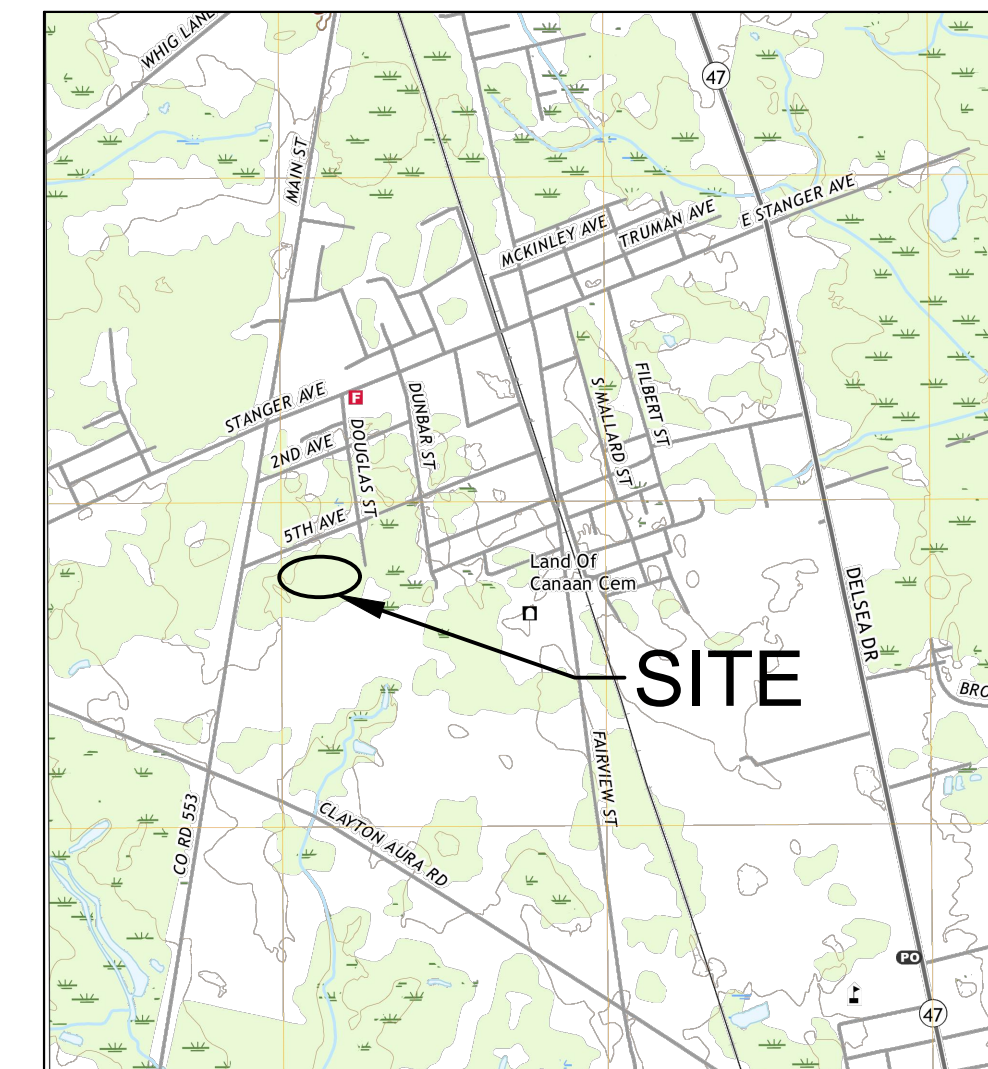 WHIG LANE
47
MAIN ST
MCKINLEY AVE
TRUMAN AVE
E STANGER AVE
STANGER AVE
F
2ND AVE
DOUGLAS ST
DUNBAR ST
S MALLARD ST
FILBERT ST
5TH AVE
Land Of
Canaan Cem
DELSEA DR
SITE
BRO
FAIRVIEW ST
CO RD 553
CLAYTON AURA RD
PO
47